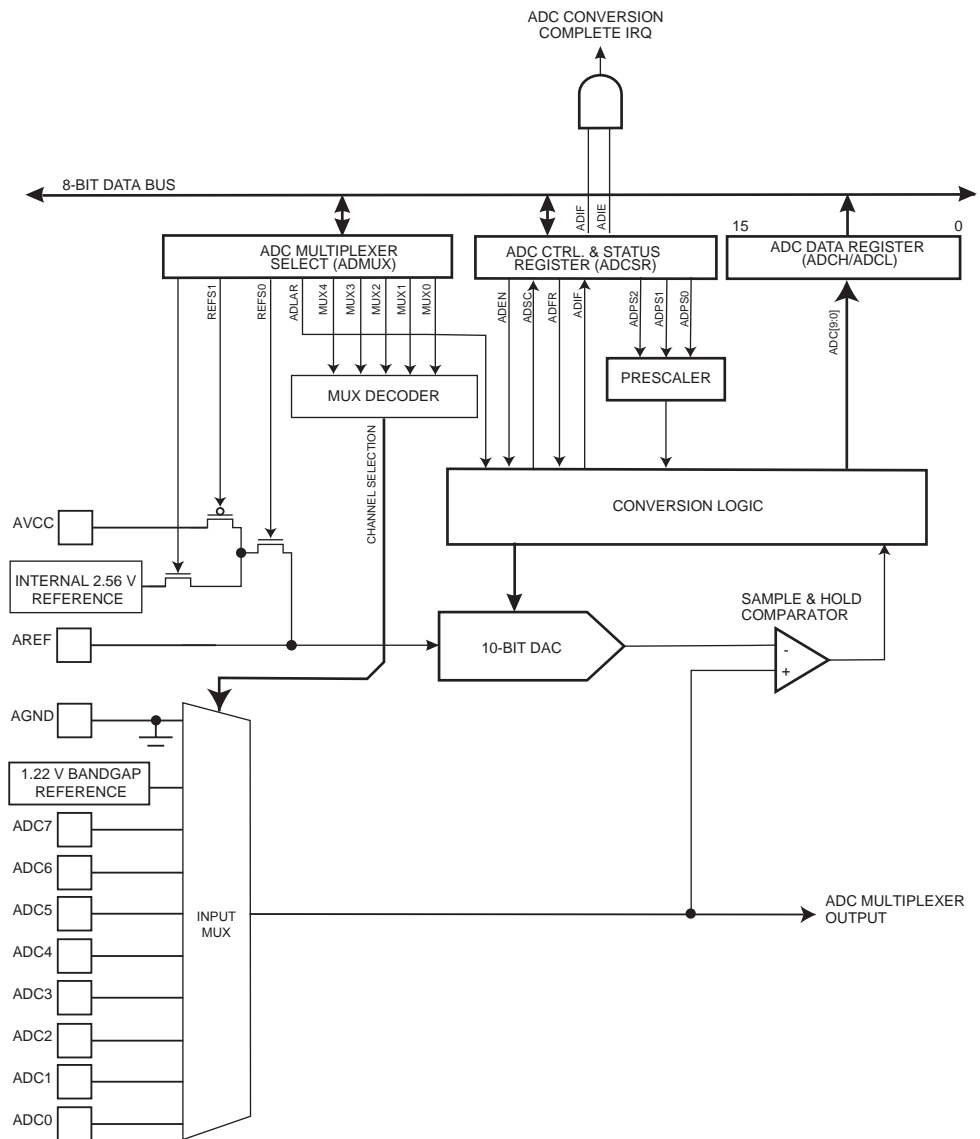 ADC CONVERSION
COMPLETE IRQ
8-BIT DATA BUS
ADIF
ADIE
15
0
ADC MULTIPLEXER
SELECT (ADMUX)
ADC CTRL. & STATUS
REGISTER (ADCSR)
ADC DATA REGISTER
(ADCH/ADCL)
REFS1
REFS0
ADLAR
MUX4
MUX3
MUX2
MUX1
MUX0
ADEN
ADSC
ADFR
ADIF
ADPS2
ADPS1
ADPS0
ADC[9:0]
MUX DECODER
PRESCALER
CHANNEL SELECTION
CONVERSION LOGIC
AVCC
INTERNAL 2.56 V
REFERENCE
SAMPLE & HOLD
COMPARATOR
AREF
10-BIT DAC
-
+
AGND
1.22 V BANDGAP
REFERENCE
ADC7
ADC6
ADC5
ADC4
ADC3
ADC2
ADC1
ADC0
INPUT
MUX
ADC MULTIPLEXER
OUTPUT